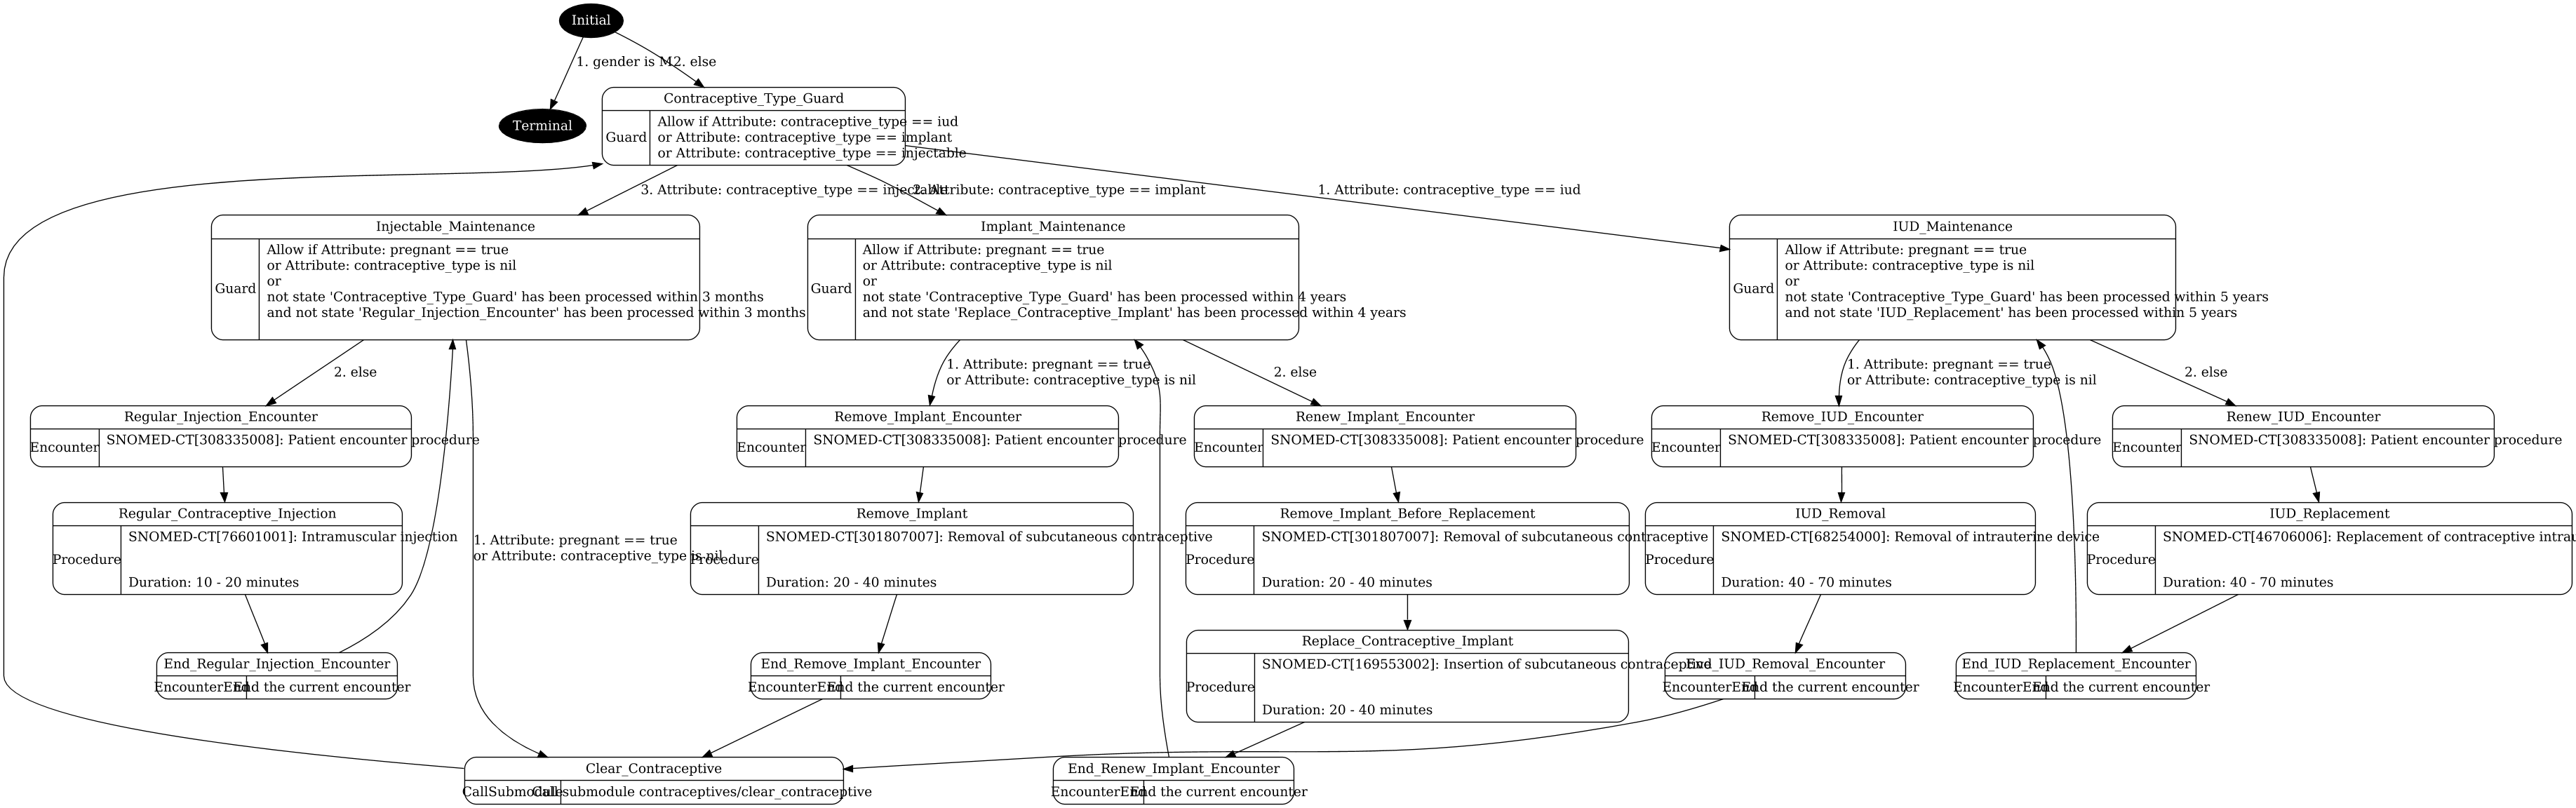 Initial
1. gender is M
2. else
Terminal
Contraceptive_Type_Guard
Guard
Allow if Attribute: contraceptive_type == iud
or Attribute: contraceptive_type == implant
or Attribute: contraceptive_type == injectable
3. Attribute: contraceptive_type == injectable
2. Attribute: contraceptive_type == implant
1. Attribute: contraceptive_type == iud
Injectable_Maintenance
Guard
Allow if Attribute: pregnant == true
or Attribute: contraceptive_type is nil
or
not state 'Contraceptive_Type_Guard' has been processed within 3 months
and not state 'Regular_Injection_Encounter' has been processed within 3 months
Implant_Maintenance
Guard
Allow if Attribute: pregnant == true
or Attribute: contraceptive_type is nil
or
not state 'Contraceptive_Type_Guard' has been processed within 4 years
and not state 'Replace_Contraceptive_Implant' has been processed within 4 years
IUD_Maintenance
Guard
Allow if Attribute: pregnant == true
or Attribute: contraceptive_type is nil
or
not state 'Contraceptive_Type_Guard' has been processed within 5 years
and not state 'IUD_Replacement' has been processed within 5 years
2. else
1. Attribute: pregnant == true
or Attribute: contraceptive_type is nil
2. else
1. Attribute: pregnant == true
or Attribute: contraceptive_type is nil
2. else
Regular_Injection_Encounter
Encounter
SNOMED-CT[308335008]: Patient encounter procedure
Remove_Implant_Encounter
Encounter
SNOMED-CT[308335008]: Patient encounter procedure
Renew_Implant_Encounter
Encounter
SNOMED-CT[308335008]: Patient encounter procedure
Remove_IUD_Encounter
Encounter
SNOMED-CT[308335008]: Patient encounter procedure
Renew_IUD_Encounter
Encounter
SNOMED-CT[308335008]: Patient encounter procedure
Regular_Contraceptive_Injection
Procedure
SNOMED-CT[76601001]: Intramuscular injection
Duration: 10 - 20 minutes
1. Attribute: pregnant == true
or Attribute: contraceptive_type is nil
Remove_Implant
Procedure
SNOMED-CT[301807007]: Removal of subcutaneous contraceptive
Duration: 20 - 40 minutes
Remove_Implant_Before_Replacement
Procedure
SNOMED-CT[301807007]: Removal of subcutaneous contraceptive
Duration: 20 - 40 minutes
IUD_Removal
Procedure
SNOMED-CT[68254000]: Removal of intrauterine device
Duration: 40 - 70 minutes
IUD_Replacement
Procedure
SNOMED-CT[46706006]: Replacement of contraceptive
Duration: 40 - 70 minutes
End_Regular_Injection_Encounter
EncounterEnd
End the current encounter
End_Remove_Implant_Encounter
EncounterEnd
End the current encounter
Replace_Contraceptive_Implant
Procedure
SNOMED-CT[169553002]: Insertion of subcutaneous contraceptive
Duration: 20 - 40 minutes
End_IUD_Removal_Encounter
EncounterEnd
End the current encounter
End_IUD_Replacement_Encounter
EncounterEnd
End the current encounter
Clear_Contraceptive
CallSubmodule
Call submodule contraceptives/clear_contraceptive
End_Renew_Implant_Encounter
EncounterEnd
End the current encounter